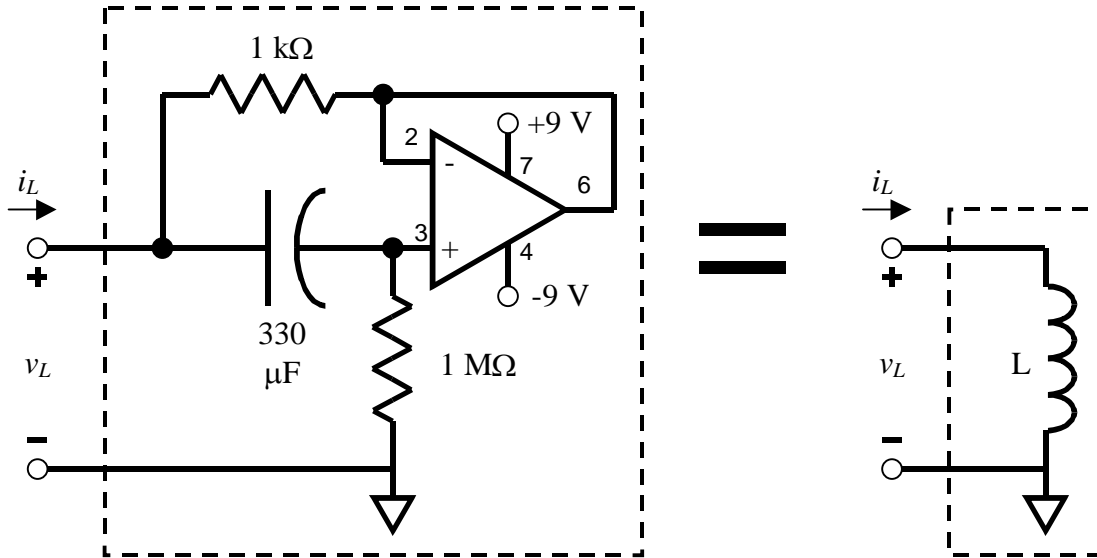 1 kΩ
+9 V
2
-
7
6
i_L
i_L
3
+
4
+
+
-9 V
330
μF
1 MΩ
v_L
v_L
L
-
-